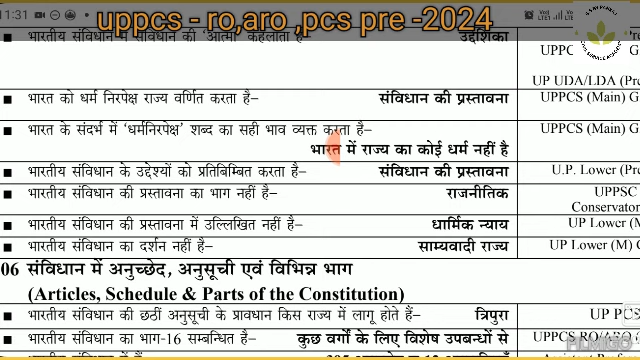 11:31
uppcs - ro,aro ,pcs pre -2024
■ भारतीय संविधान में संविधान की 'आत्मा' कहलाता है– उद्देशिका
UPPC
UP UDA/LDA (Pre
■ भारत को धर्म निरपेक्ष राज्य वर्णित करता है– संविधान की प्रस्तावना UPPCS (Main) G
■ भारत के संदर्भ में 'धर्मनिरपेक्ष' शब्द का सही भाव व्यक्त करता है– UPPCS (Main) G
भारत में राज्य का कोई धर्म नहीं है
■ भारतीय संविधान के उद्देश्यों को प्रतिबिम्बित करता है– संविधान की प्रस्तावना U.P. Lower (Pre
■ भारतीय संविधान की प्रस्तावना का भाग नहीं है– राजनीतिक UPPSC
Conservator
■ भारतीय संविधान की प्रस्तावना में उल्लिखित नहीं है– धार्मिक न्याय UP Lower (M
■ भारतीय संविधान का दर्शन नहीं है– साम्यवादी राज्य UP Lower (M) G
06 संविधान में अनुच्छेद, अनुसूची एवं विभिन्न भाग
(Articles, Schedule & Parts of the Constitution)
■ भारतीय संविधान की छठीं अनुसूची के प्रावधान किस राज्य में लागू होते हैं– त्रिपुरा UP PCS
■ भारतीय संविधान का भाग-16 सम्बन्धित है– कुछ वर्गों के लिए विशेष उपबन्धों से UPPCS RO/ARO
FILMIGO